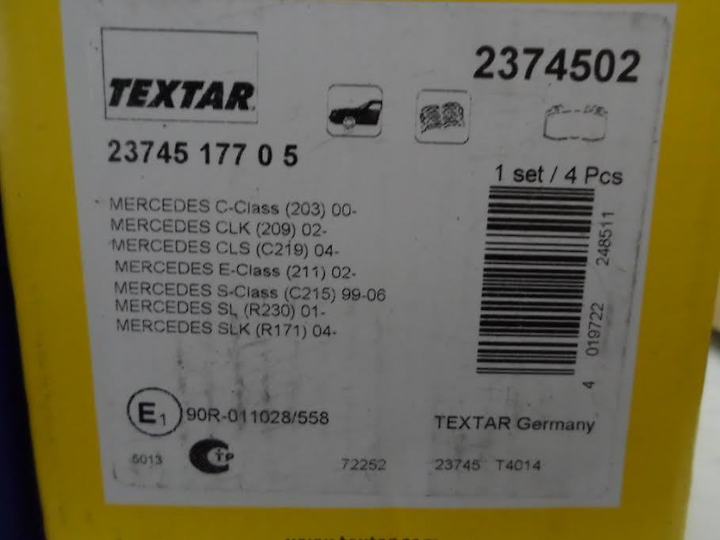 TEXTAR
2374502
23745 177 0 5
1 set / 4 Pcs
MERCEDES C-Class (203) 00-
MERCEDES CLK (209) 02-
MERCEDES CLS (C219) 04-
MERCEDES E-Class (211) 02-
MERCEDES S-Class (C215) 99-06
MERCEDES SL (R230) 01-
MERCEDES SLK (R171) 04-
4 019722 248511
E1 90R-011028/558
TEXTAR Germany
5013
72252 23745 T4014